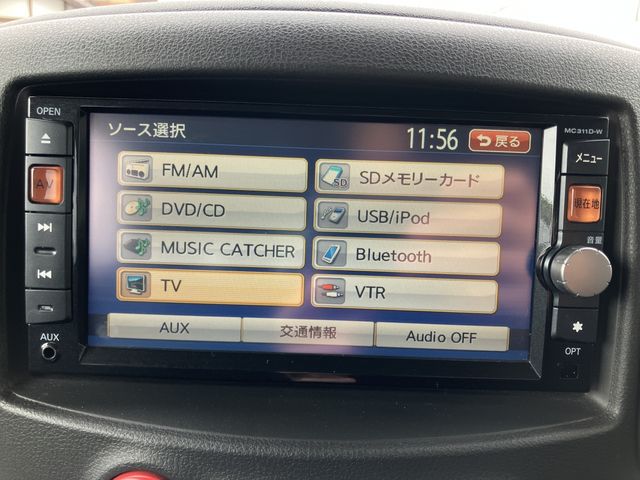 OPEN
MC311D-W
AV
AUX
ソース選択
11:56
戻る
FM/AM
SDメモリーカード
SD
DVD/CD
USB/iPod
MUSIC CATCHER
Bluetooth
TV
VTR
AUX
交通情報
Audio OFF
メニュー
現在地
音量
OPT